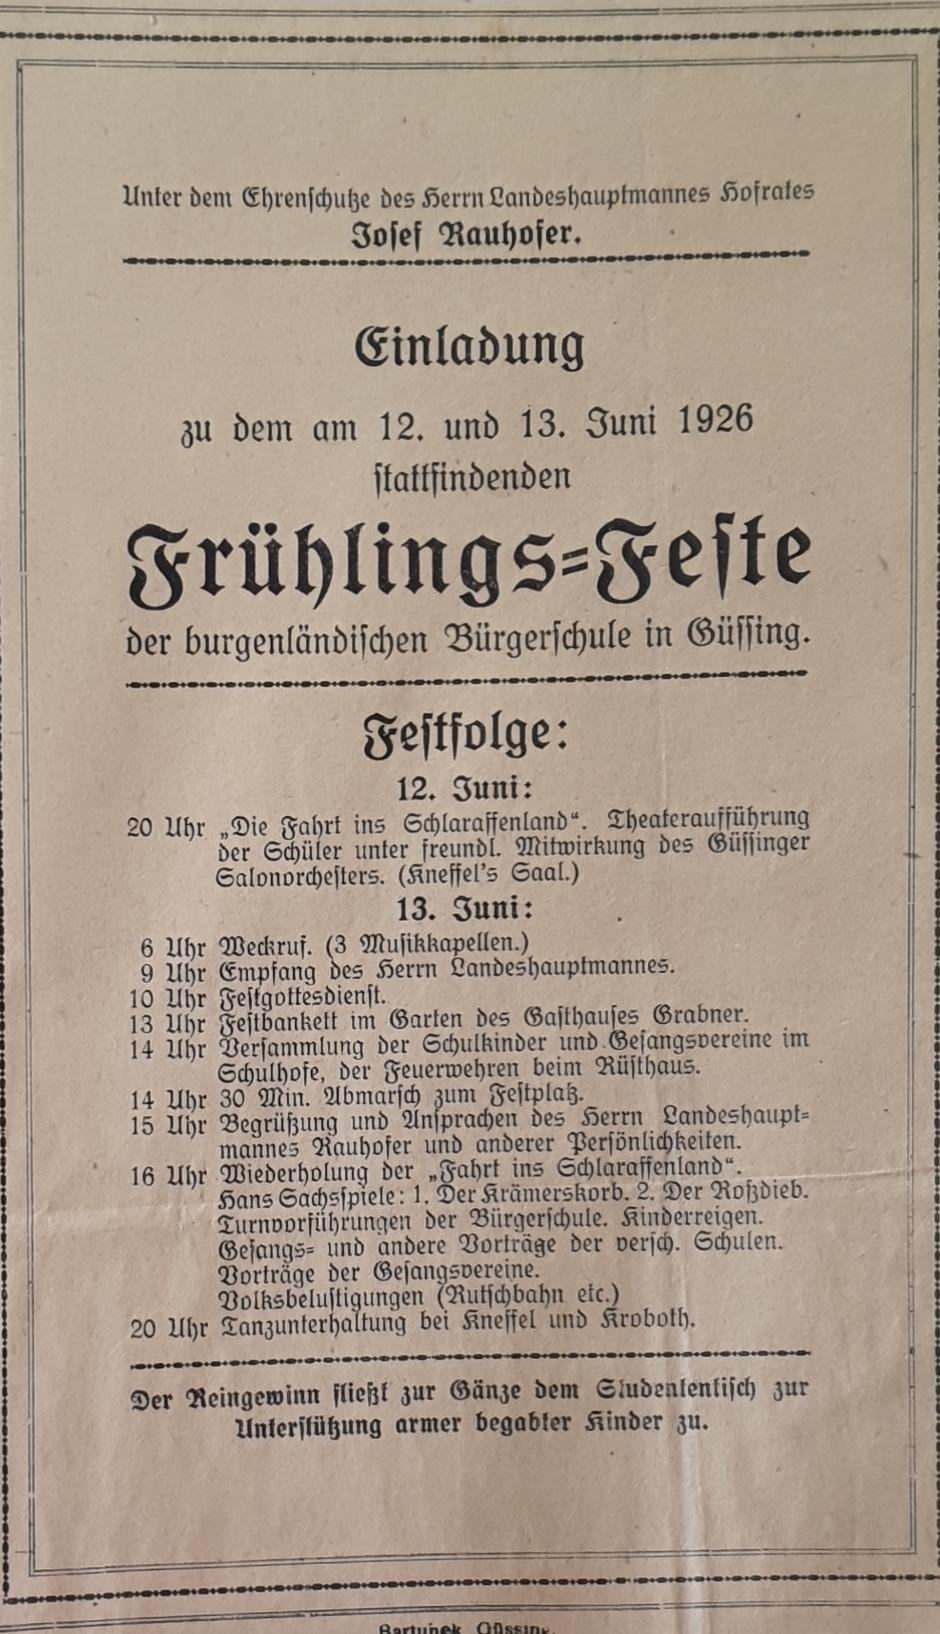 Unter dem Ehrenschutze des Herrn Landeshauptmannes Hofrates
Josef Rauhofer.
Einladung
zu dem am 12. und 13. Juni 1926
stattfindenden
Frühlings=Feste
der burgenländischen Bürgerschule in Güssing.
Festfolge:
12. Juni:
20 Uhr „Die Fahrt ins Schlaraffenland“. Theateraufführung
der Schüler unter freundl. Mitwirkung des Güssinger
Salonorchesters. (Kneffel's Saal.)
13. Juni:
6 Uhr Weckruf. (3 Musikkapellen.)
9 Uhr Empfang des Herrn Landeshauptmannes.
10 Uhr Festgottesdienst.
13 Uhr Festbankett im Garten des Gasthauses Grabner.
14 Uhr Versammlung der Schulkinder und Gesangsvereine im
Schulhofe, der Feuerwehren beim Rüsthaus.
14 Uhr 30 Min. Abmarsch zum Festplatz.
15 Uhr Begrüßung und Ansprachen des Herrn Landeshaupt=
mannes Rauhofer und anderer Persönlichkeiten.
16 Uhr Wiederholung der „Fahrt ins Schlaraffenland“.
Hans Sachsspiele: 1. Der Krämerskorb. 2. Der Roßdieb.
Turnvorführungen der Bürgerschule. Kinderreigen.
Gesangs= und andere Vorträge der versch. Schulen.
Vorträge der Gesangsvereine.
Volksbelustigungen (Rutschbahn etc.)
20 Uhr Tanzunterhaltung bei Kneffel und Kroboth.
Der Reingewinn fließt zur Gänze dem Studententisch zur
Unterstützung armer begabter Kinder zu.
Bartunek, Güssing.